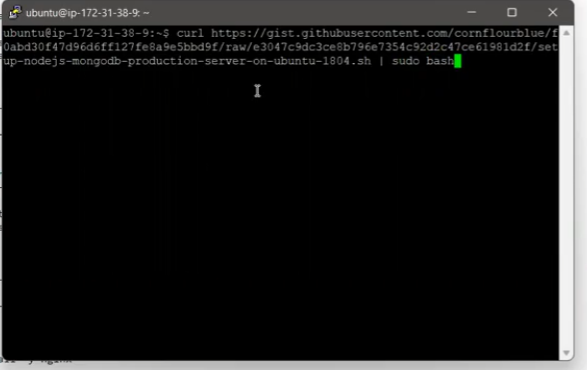 ubuntu@ip-172-31-38-9: ~
ubuntu@ip-172-31-38-9:~$ curl https://gist.githubusercontent.com/cornflourblue/f
0abd30f47d96d6ff127fe8a9e5bbd9f/raw/e3047c9dc3ce8b796e7354c92d2c47ce61981d2f/set
up-nodejs-mongodb-production-server-on-ubuntu-1804.sh | sudo bash